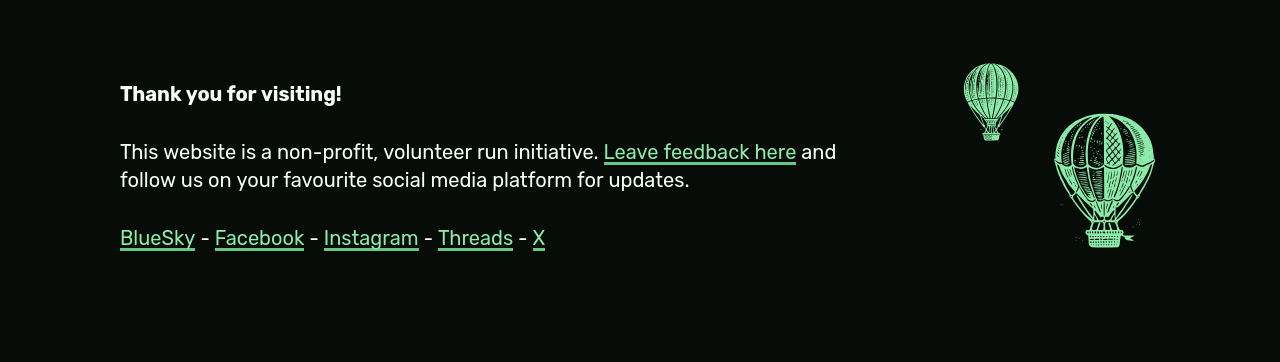 Thank you for visiting!
This website is a non-profit, volunteer run initiative. Leave feedback here and
follow us on your favourite social media platform for updates.
BlueSky - Facebook - Instagram - Threads - X